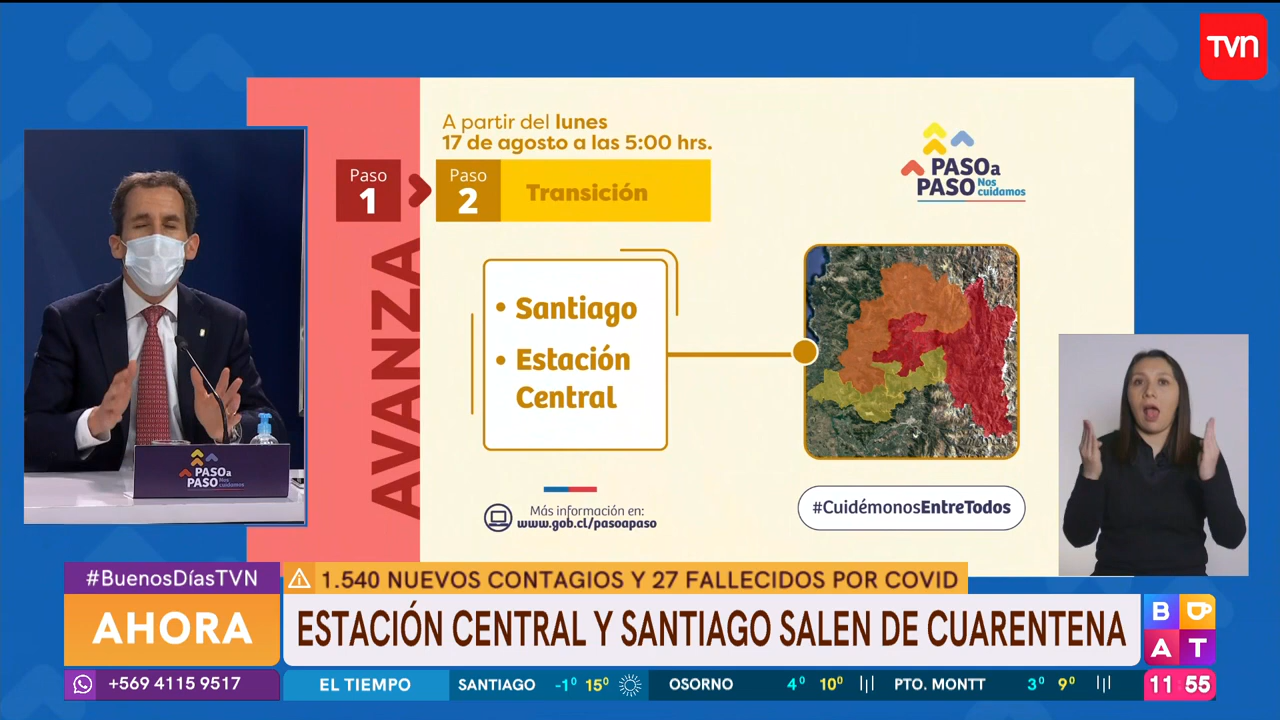 TVN
A partir del lunes
17 de agosto a las 5:00 hrs.
Paso
1
Paso
2
Transición
AVANZA
PASO a
PASO Nos
cuidamos
• Santiago
• Estación
Central
Más información en:
www.gob.cl/pasoapaso
#CuidémonosEntreTodos
PASO a
PASO Nos
cuidamos
#BuenosDíasTVN
1.540 NUEVOS CONTAGIOS Y 27 FALLECIDOS POR COVID
AHORA
ESTACIÓN CENTRAL Y SANTIAGO SALEN DE CUARENTENA
B
A T
+569 4115 9517
EL TIEMPO
SANTIAGO -1° 15°
OSORNO 4° 10°
PTO. MONTT 3° 9°
11 55